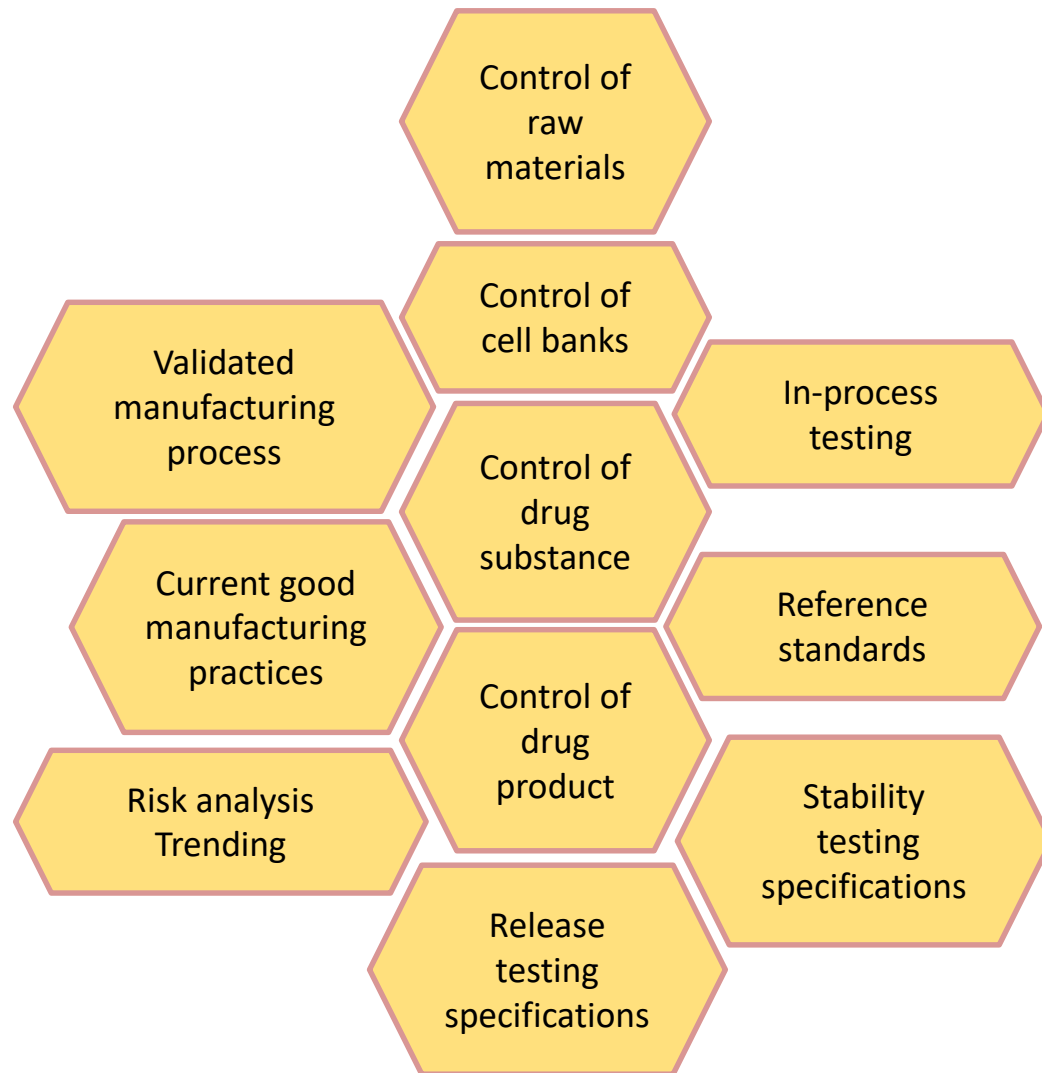 Control of
raw
materials
Control of
cell banks
Validated
manufacturing
process
In-process
testing
Control of
drug
substance
Current good
manufacturing
practices
Reference
standards
Control of
drug
product
Risk analysis
Trending
Stability
testing
specifications
Release
testing
specifications